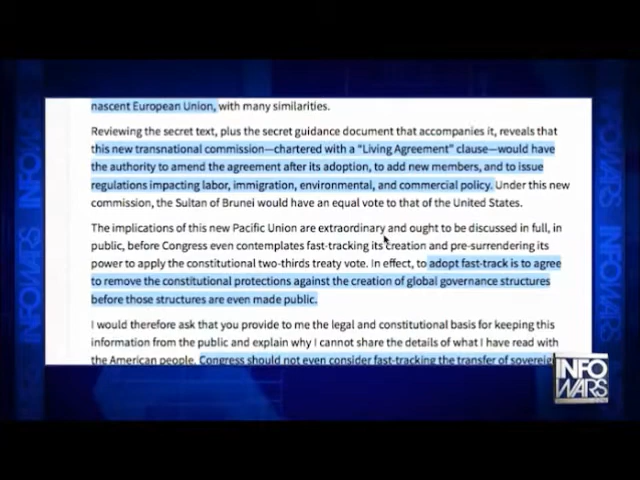 nascent European Union, with many similarities.
Reviewing the secret text, plus the secret guidance document that accompanies it, reveals that
this new transnational commission—chartered with a "Living Agreement" clause—would have
the authority to amend the agreement after its adoption, to add new members, and to issue
regulations impacting labor, immigration, environmental, and commercial policy. Under this new
commission, the Sultan of Brunei would have an equal vote to that of the United States.
The implications of this new Pacific Union are extraordinary and ought to be discussed in full, in
public, before Congress even contemplates fast-tracking its creation and pre-surrendering its
power to apply the constitutional two-thirds treaty vote. In effect, to adopt fast-track is to agree
to remove the constitutional protections against the creation of global governance structures
before those structures are even made public.
I would therefore ask that you provide to me the legal and constitutional basis for keeping this
information from the public and explain why I cannot share the details of what I have read with
the American people. Congress should not even consider fast-tracking the transfer of
INFO
WARS
INFOWARS
INFOWARS